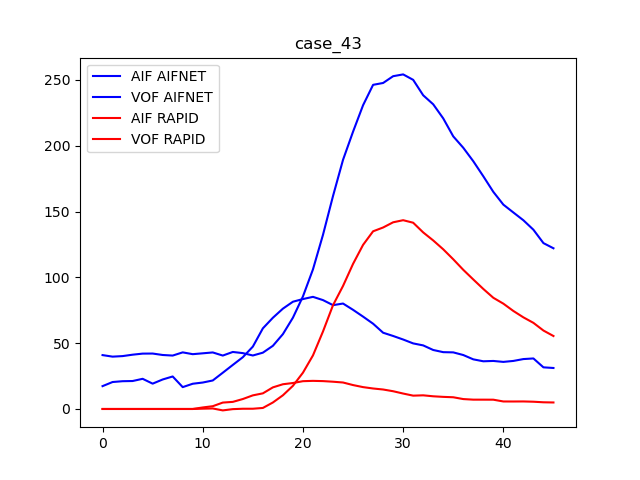 case_43
AIF AIFNET
VOF AIFNET
AIF RAPID
VOF RAPID
250
200
150
100
50
0
0 10 20 30 40